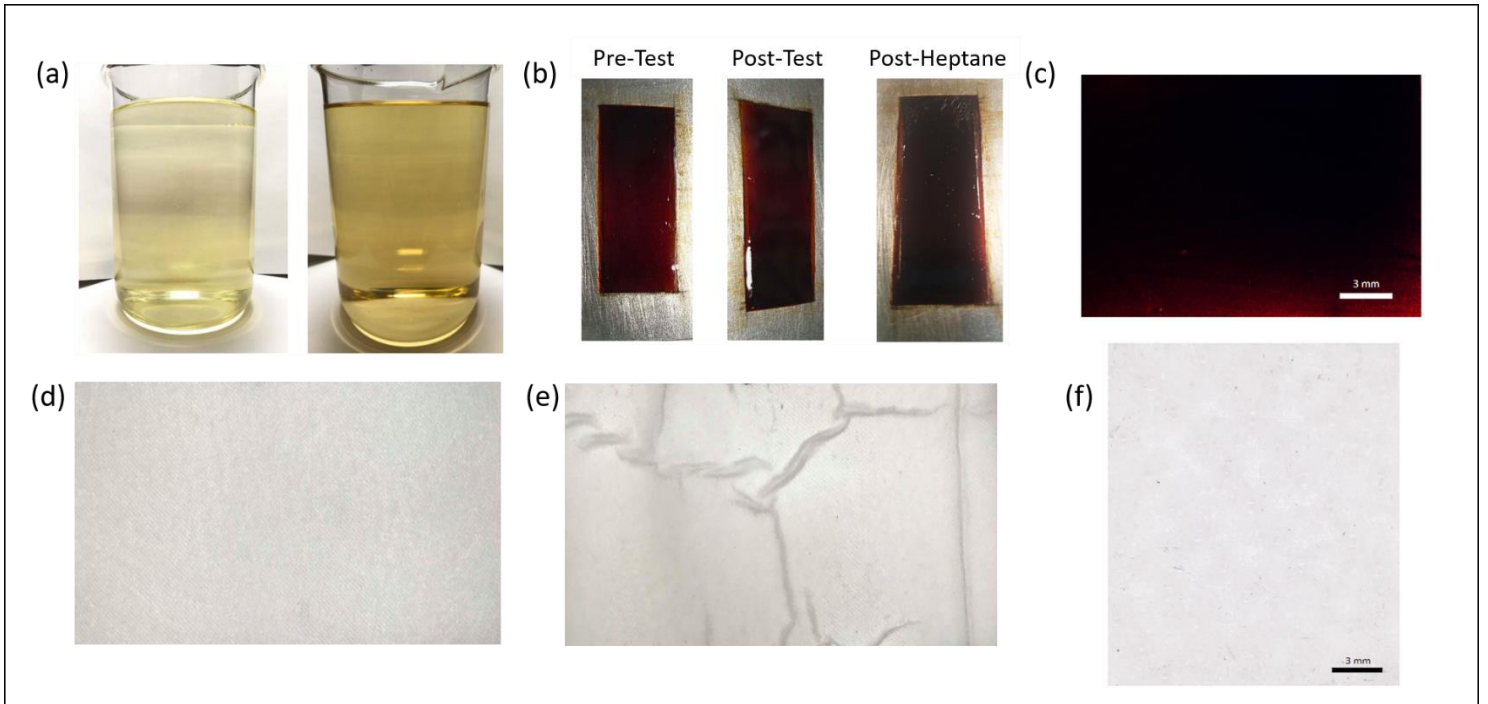 (a)
(b)
Pre-Test
Post-Test
Post-Heptane
(c)
3 mm
(d)
(e)
(f)
3 mm